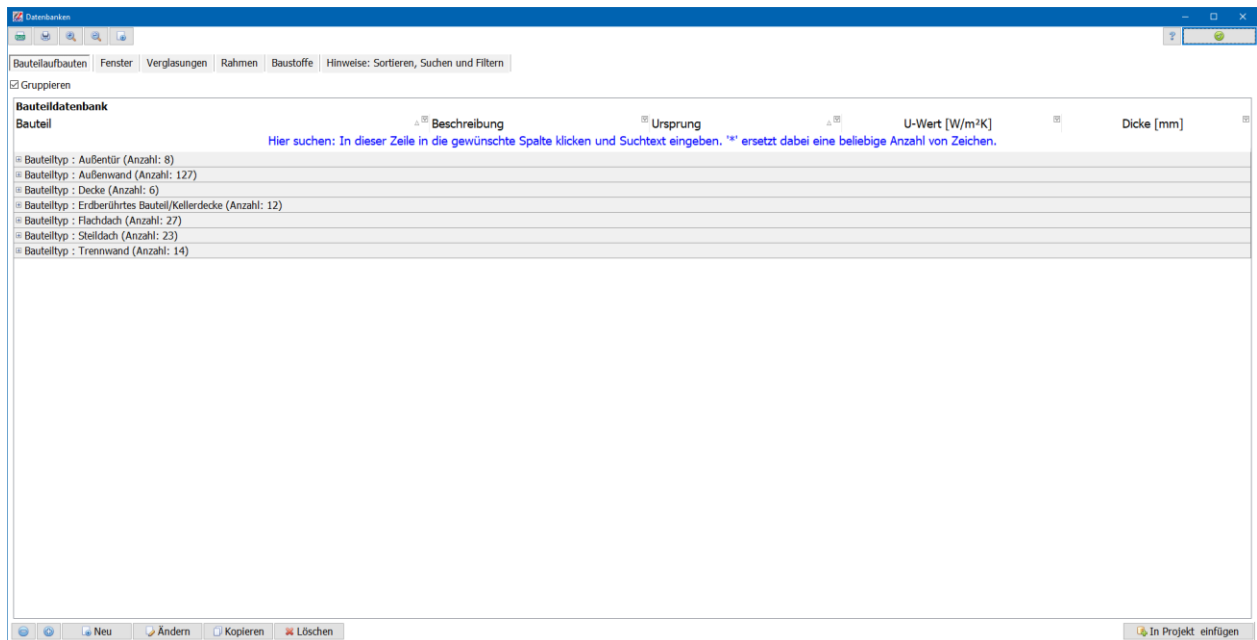 Datenbanken
?
Bauteilaufbauten Fenster Verglasungen Rahmen Baustoffe Hinweise: Sortieren, Suchen und Filtern
Gruppieren
Bauteildatenbank
Bauteil Beschreibung Ursprung U-Wert [W/m²K] Dicke [mm]
Hier suchen: In dieser Zeile in die gewünschte Spalte klicken und Suchtext eingeben. '*' ersetzt dabei eine beliebige Anzahl von Zeichen.
Bauteiltyp : Außentür (Anzahl: 8)
Bauteiltyp : Außenwand (Anzahl: 127)
Bauteiltyp : Decke (Anzahl: 6)
Bauteiltyp : Erdberührtes Bauteil/Kellerdecke (Anzahl: 12)
Bauteiltyp : Flachdach (Anzahl: 27)
Bauteiltyp : Steildach (Anzahl: 23)
Bauteiltyp : Trennwand (Anzahl: 14)
Neu Ändern Kopieren Löschen In Projekt einfügen